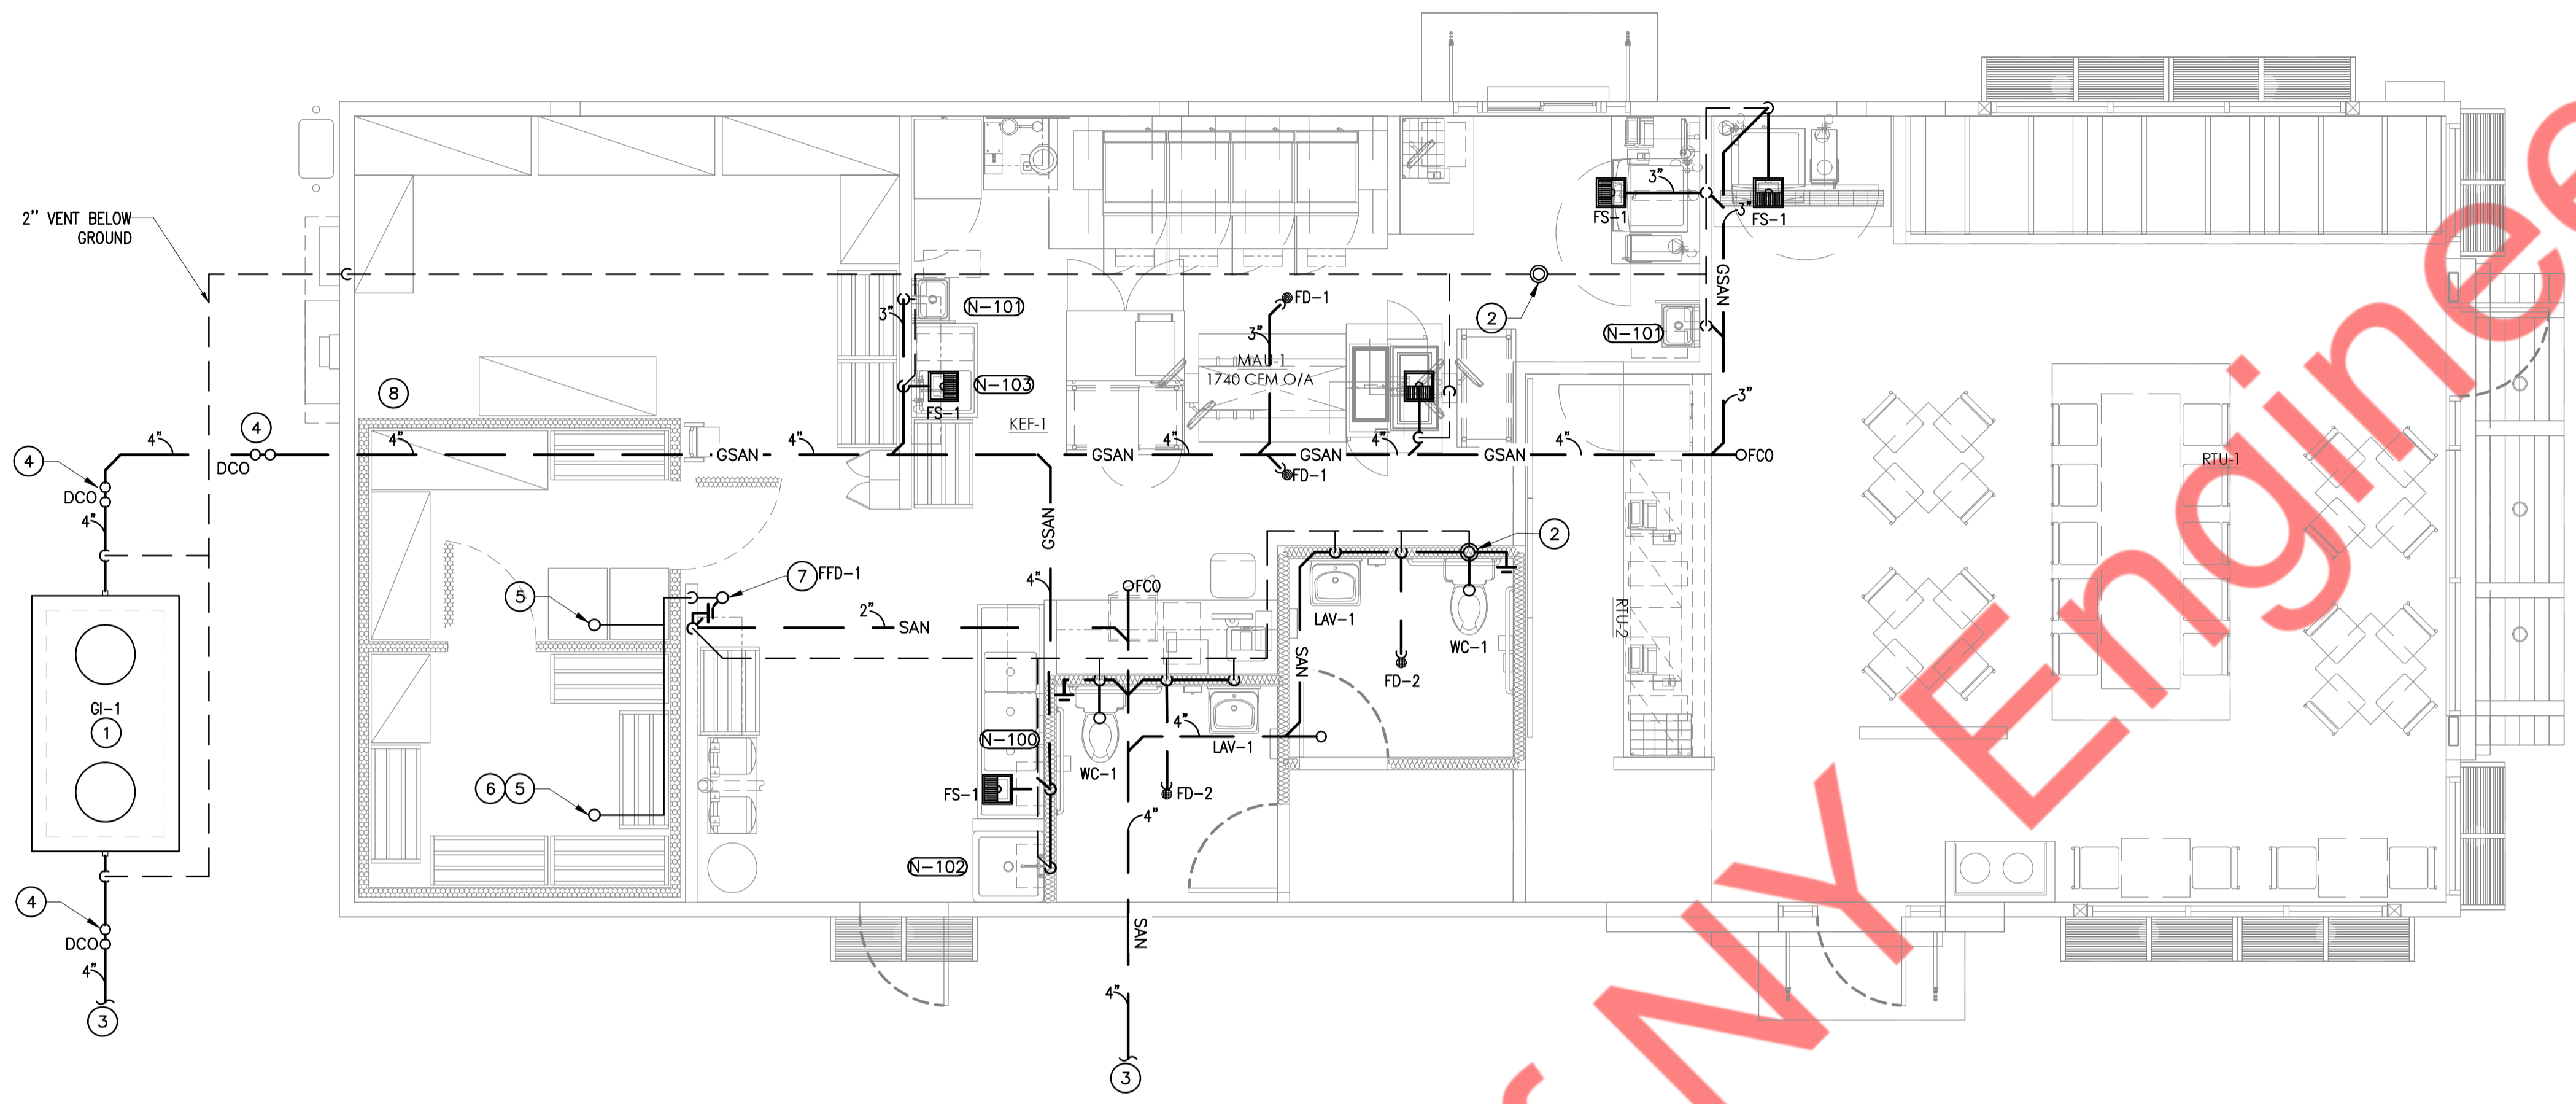 2'' VENT BELOW
GROUND
4"
4
DCO
4
4"
DCO
4"
GI-1
1
4
DCO
4"
3
8
4"
GSAN
4"
3"
N-101
N-103
FS-1
KEF-1
GSAN
4"
FD-1
3"
MAU-1
1740 CFM O/A
FD-1
GSAN
4"
GSAN
4"
FCO
2
FS-1
3"
3"
FS-1
GSAN
N-101
3"
RTU-1
RTU-2
GSAN
4"
5
7
FFD-1
2"
SAN
FCO
6
5
2
LAV-1
WC-1
FD-2
SAN
N-100
WC-1
4"
LAV-1
FS-1
FD-2
4"
N-102
SAN
4"
3
NY Enginee